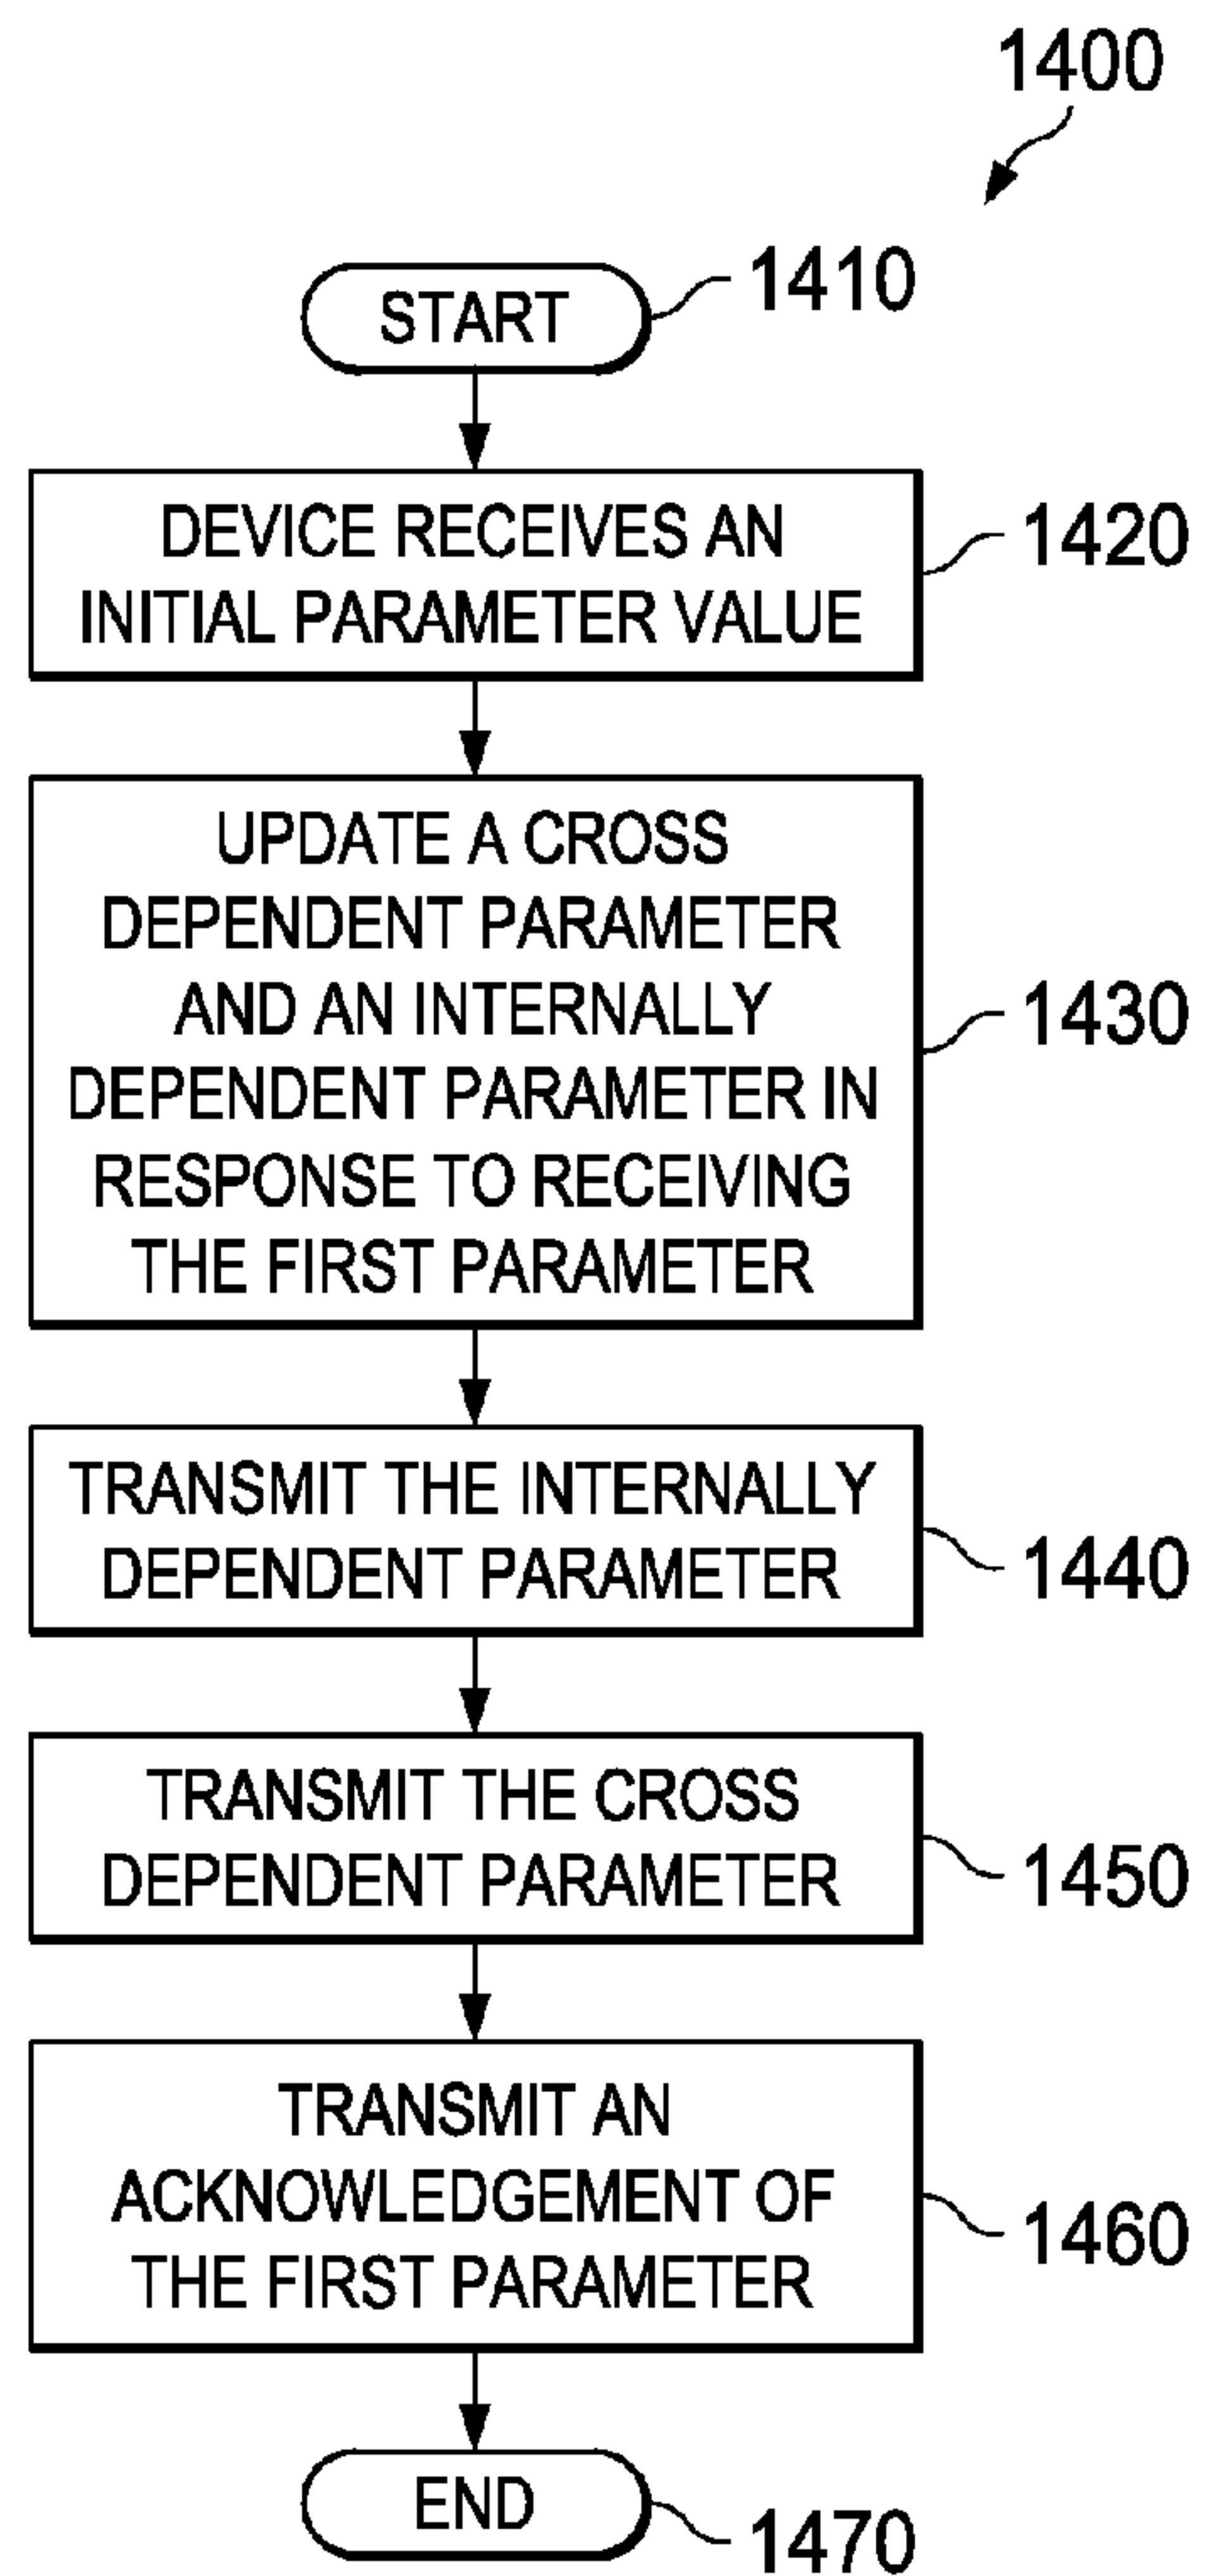 1400
START
1410
DEVICE RECEIVES AN
INITIAL PARAMETER VALUE
1420
UPDATE A CROSS
DEPENDENT PARAMETER
AND AN INTERNALLY
DEPENDENT PARAMETER IN
RESPONSE TO RECEIVING
THE FIRST PARAMETER
1430
TRANSMIT THE INTERNALLY
DEPENDENT PARAMETER
1440
TRANSMIT THE CROSS
DEPENDENT PARAMETER
1450
TRANSMIT AN
ACKNOWLEDGEMENT OF
THE FIRST PARAMETER
1460
END
1470